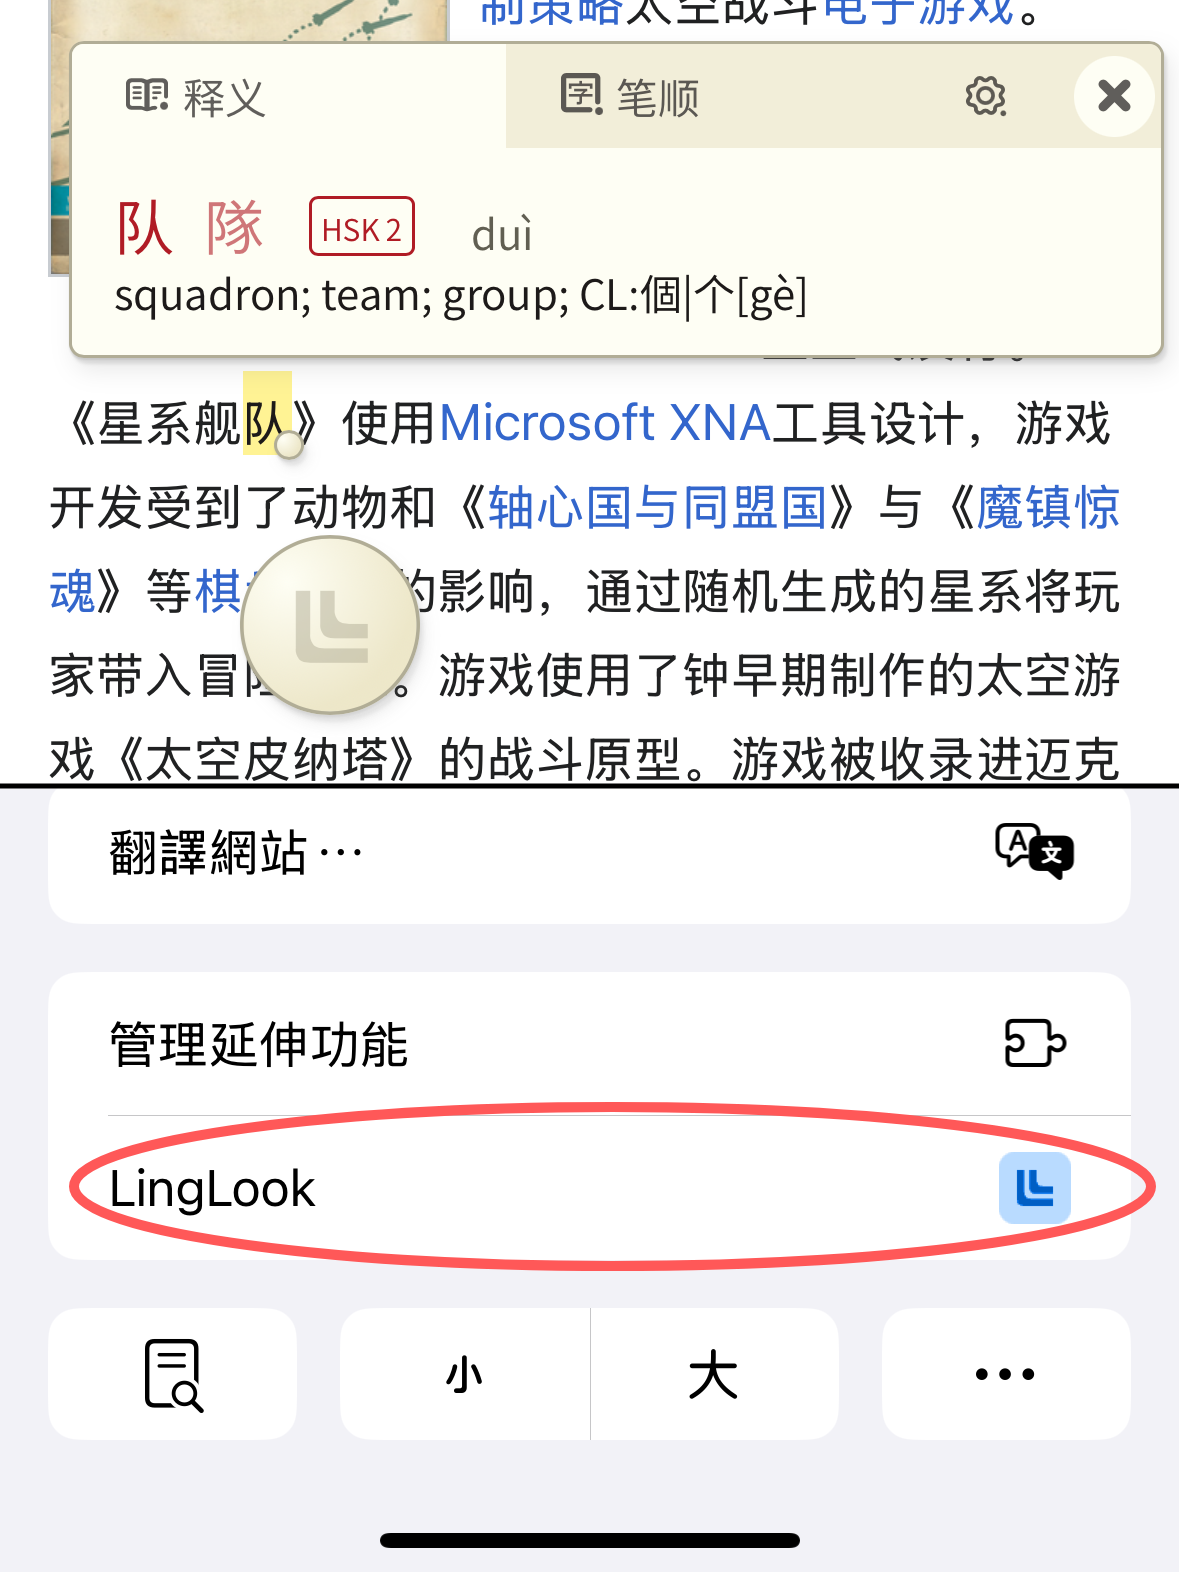 制策略太空战斗电子游戏。
释义
笔顺
队 隊 HSK 2 duì
squadron; team; group; CL:個|个[gè]
《星系舰队》使用Microsoft XNA工具设计，游戏
开发受到了动物和《轴心国与同盟国》与《魔镇惊
魂》等棋 的影响，通过随机生成的星系将玩
家带入冒 。游戏使用了钟早期制作的太空游
戏《太空皮纳塔》的战斗原型。游戏被收录进迈克
翻譯網站…
A 文
管理延伸功能
LingLook
小 大